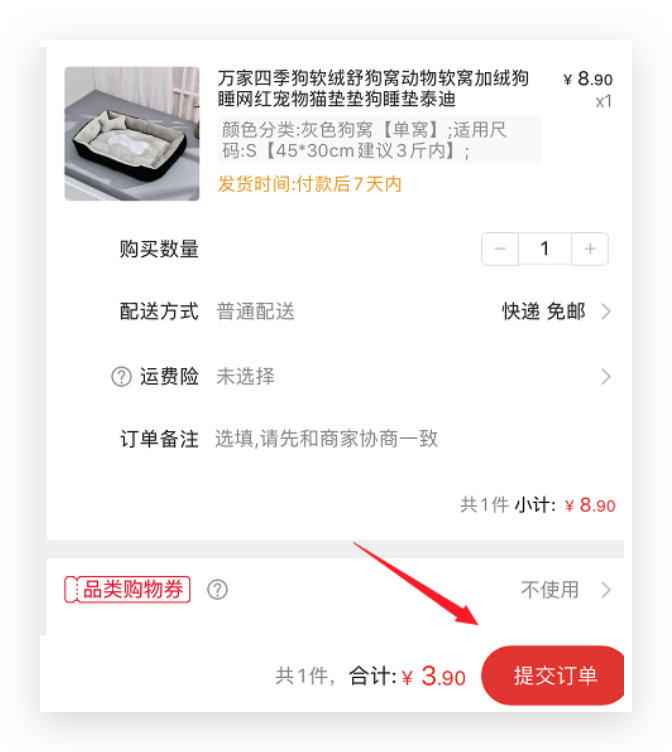 万家四季狗软绒舒狗窝动物软窝加绒狗
睡网红宠物猫垫垫狗睡垫泰迪
¥ 8.90
x1
颜色分类:灰色狗窝【单窝】;适用尺
码:S【45*30cm建议3斤内】;
发货时间:付款后7天内
购买数量
− 1 +
配送方式 普通配送 快递 免邮 >
? 运费险 未选择 >
订单备注 选填,请先和商家协商一致
共1件 小计: ¥ 8.90
品类购物券 ? 不使用 >
共1件, 合计: ¥ 3.90 提交订单